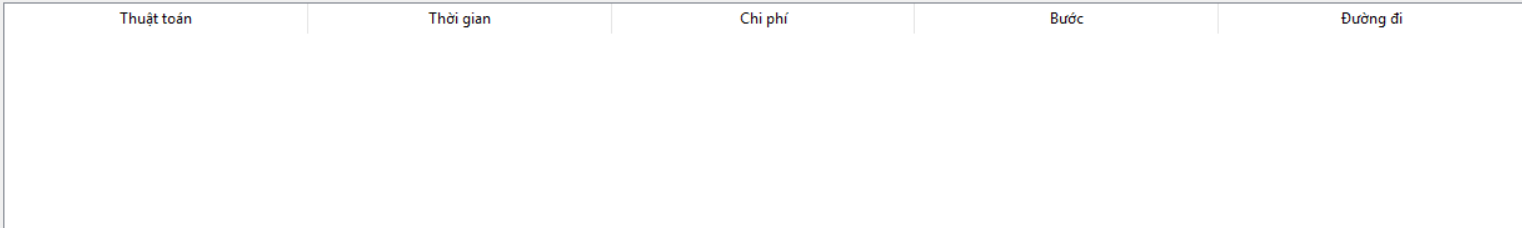 Thuật toán Thời gian Chi phí Bước Đường đi